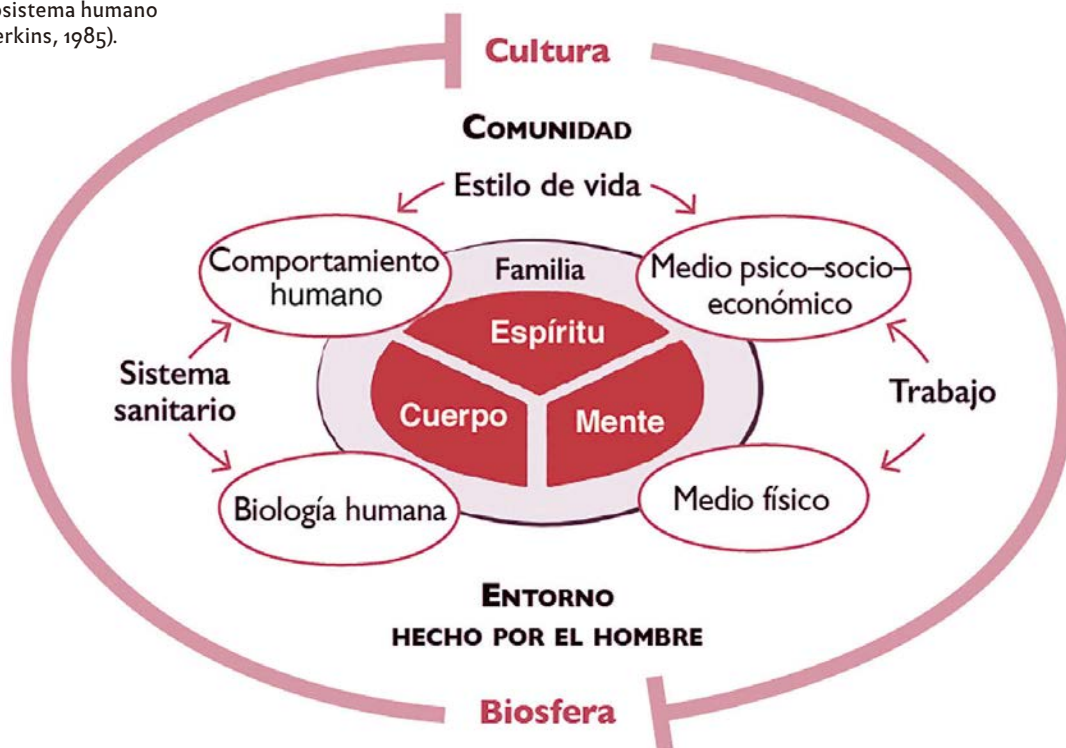 osistema humano
erkins, 1985).
Cultura
COMUNIDAD
Estilo de vida
Comportamiento
humano
Familia
Medio psico–socio–
económico
Espíritu
Sistema
sanitario
Cuerpo
Mente
Trabajo
Biología humana
Medio físico
ENTORNO
HECHO POR EL HOMBRE
Biosfera